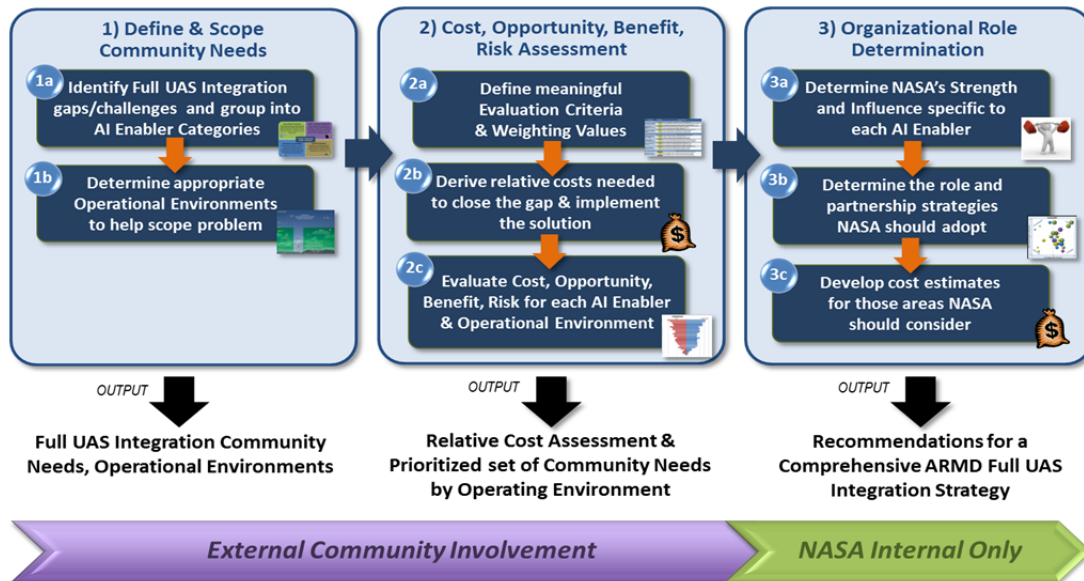 1) Define & Scope
Community Needs
1a
Identify Full UAS Integration
gaps/challenges and group into
AI Enabler Categories
1b
Determine appropriate
Operational Environments
to help scope problem
2) Cost, Opportunity, Benefit,
Risk Assessment
2a
Define meaningful
Evaluation Criteria
& Weighting Values
2b
Derive relative costs needed
to close the gap & implement
the solution
$
2c
Evaluate Cost, Opportunity,
Benefit, Risk for each AI Enabler
& Operational Environment
3) Organizational Role
Determination
3a
Determine NASA's Strength
and Influence specific to
each AI Enabler
3b
Determine the role and
partnership strategies
NASA should adopt
3c
Develop cost estimates
for those areas NASA
should consider
$
OUTPUT
Full UAS Integration Community
Needs, Operational Environments
OUTPUT
Relative Cost Assessment &
Prioritized set of Community Needs
by Operating Environment
OUTPUT
Recommendations for a
Comprehensive ARMD Full UAS
Integration Strategy
External Community Involvement
NASA Internal Only